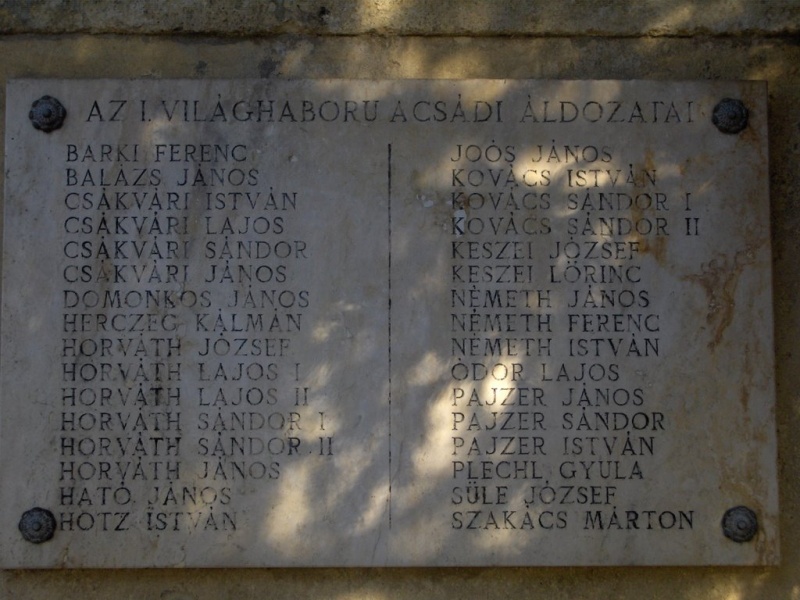 AZ I. VILÁGHABORU ACSÁDI ÁLDOZATAI
BARKI FERENC
BALÁZS JÁNOS
CSÁKVÁRI ISTVÁN
CSÁKVÁRI LAJOS
CSÁKVÁRI SÁNDOR
CSÁKVÁRI JÁNOS
DOMONKOS JÁNOS
HERCZEG KÁLMÁN
HORVÁTH JÓZSEF
HORVÁTH LAJOS I
HORVÁTH LAJOS II
HORVÁTH SÁNDOR I
HORVÁTH SÁNDOR II
HORVÁTH JÁNOS
HATÓ JÁNOS
HOTZ ISTVÁN
JOÓS JÁNOS
KOVÁCS ISTVÁN
KOVÁCS SÁNDOR I
KOVÁCS SÁNDOR II
KESZEI JÓZSEF
KESZEI LŐRINC
NÉMETH JÁNOS
NÉMETH FERENC
NÉMETH ISTVÁN
ÓDOR LAJOS
PAJZER JÁNOS
PAJZER SÁNDOR
PAJZER ISTVÁN
PLECHL GYULA
SÜLE JÓZSEF
SZAKÁCS MÁRTON